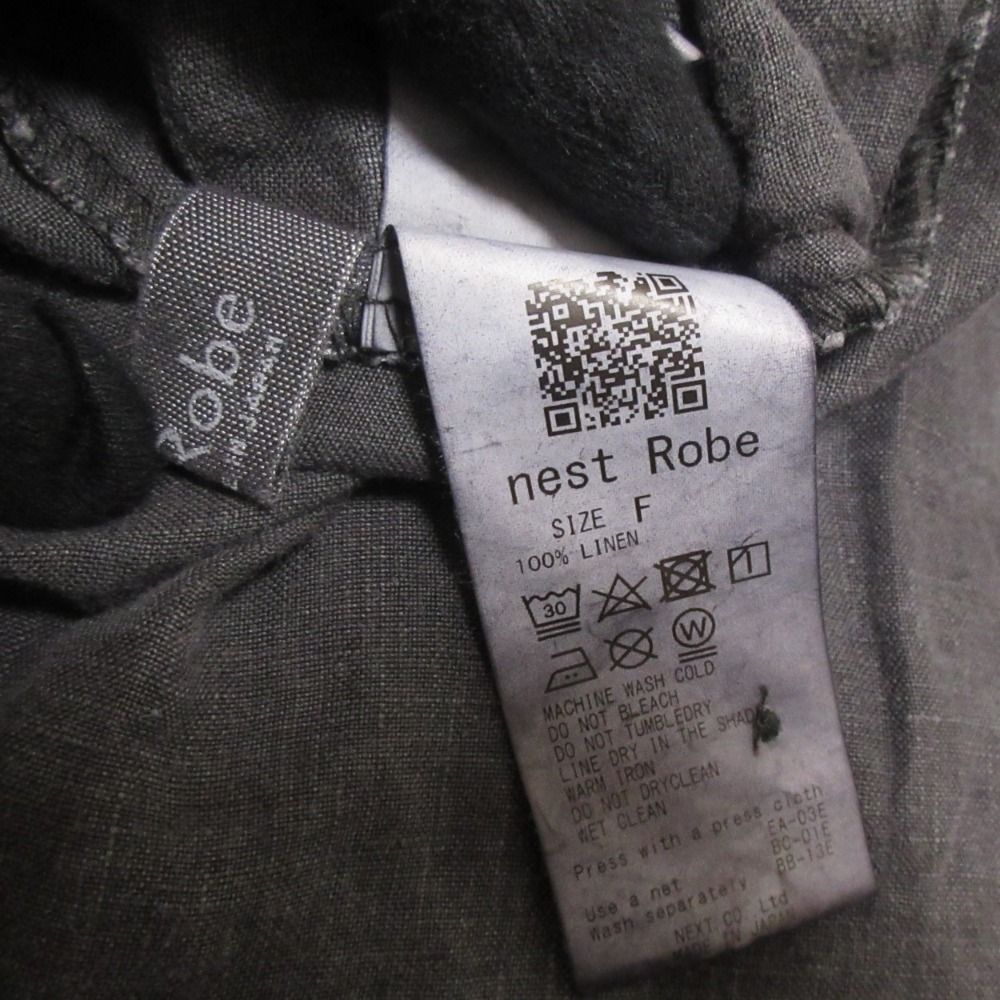 Robe
nest Robe
SIZE F
100% LINEN
30
W
MACHINE WASH COLD
DO NOT BLEACH
DO NOT TUMBLEDRY
LINE DRY IN THE SHADE
WARM IRON
DO NOT DRYCLEAN
WET CLEAN
Press with a press cloth
EA-03E
BC-01E
BB-13E
Use a net
Wash separately
NEXT CO.,Ltd
MADE IN JAPAN